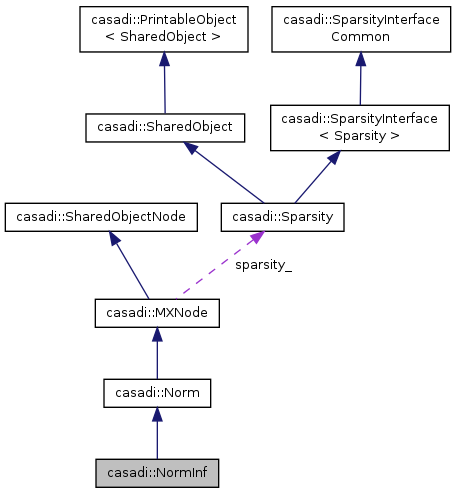 casadi::PrintableObject
< SharedObject >
casadi::SparsityInterface
Common
casadi::SharedObject
casadi::SparsityInterface
< Sparsity >
casadi::SharedObjectNode
casadi::Sparsity
sparsity_
casadi::MXNode
casadi::Norm
casadi::NormInf